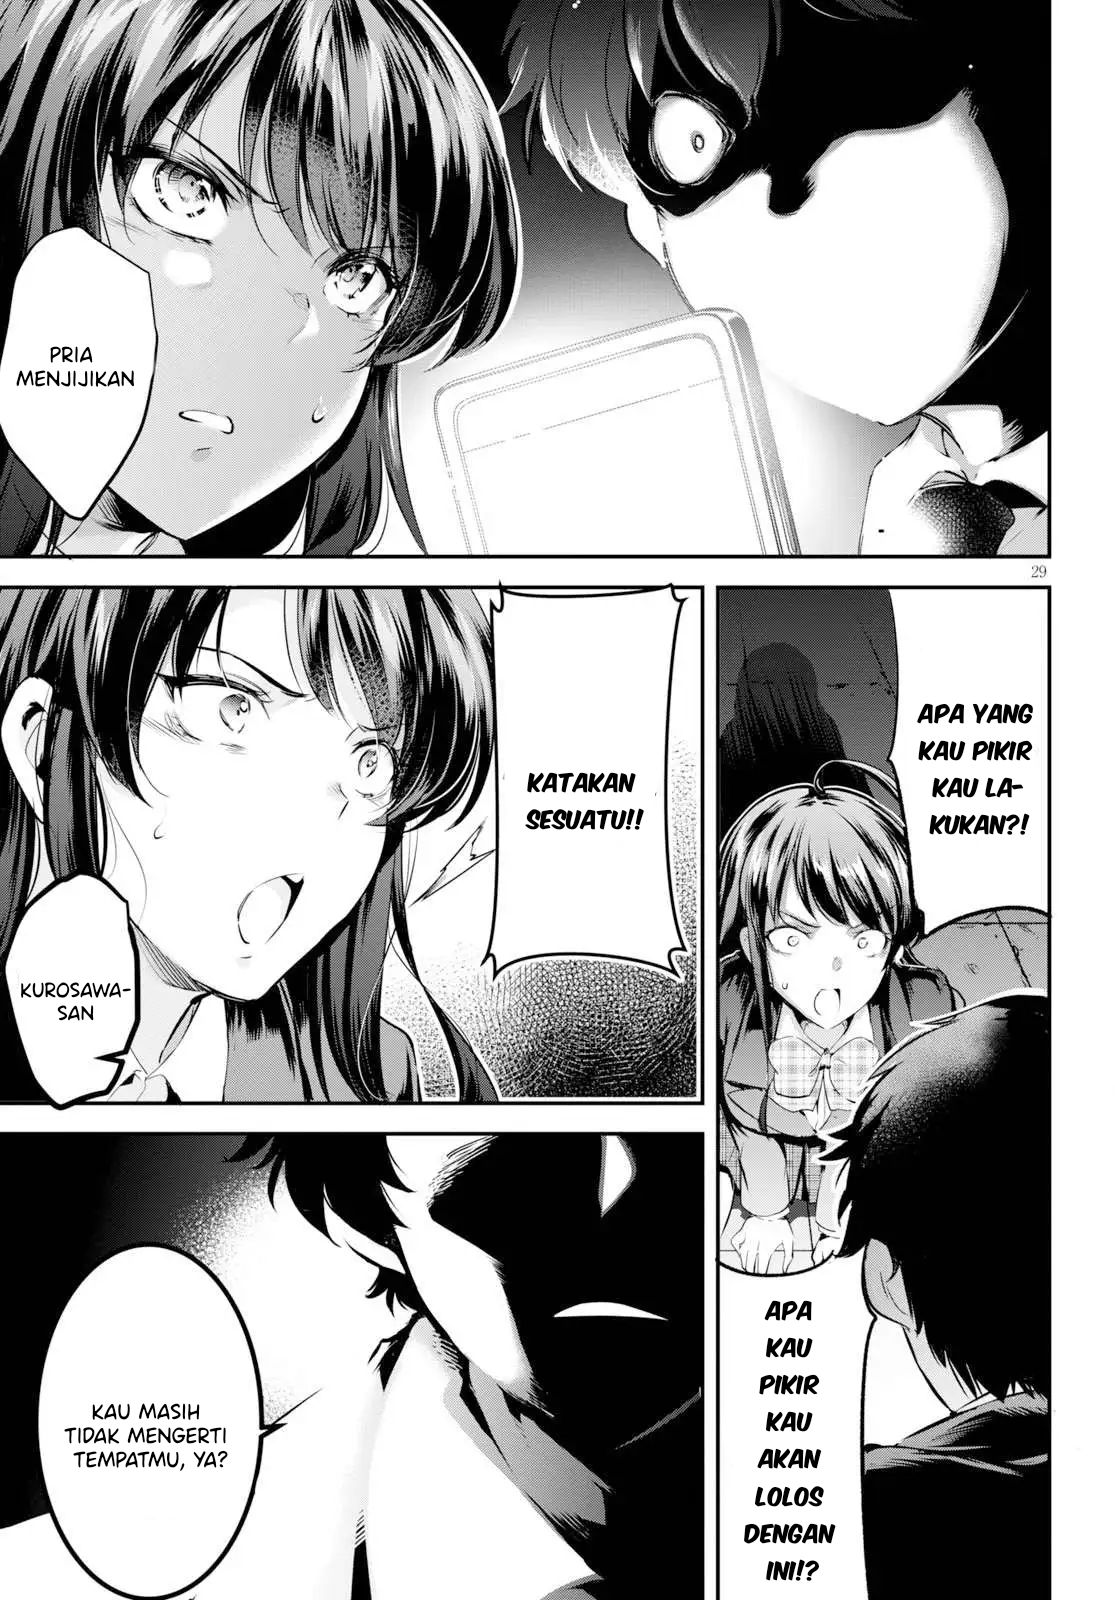 PRIA
MENJIJIKAN
29
APA YANG
KAU PIKIR
KAU LA-
KUKAN?!
APA
KAU
PIKIR
KAU
AKAN
LOLOS
DENGAN
INI!?
KATAKAN
SESUATU!!
KUROSAWA-
SAN
KAU MASIH
TIDAK MENGERTI
TEMPATMU, YA?